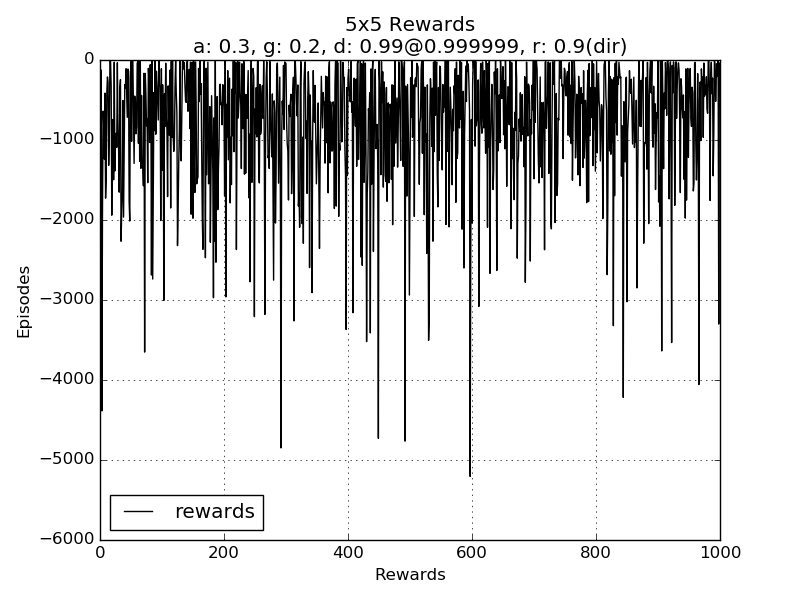 5x5 Rewards
a: 0.3, g: 0.2, d: 0.99@0.999999, r: 0.9(dir)
0
−1000
−2000
−3000
−4000
−5000
−6000
Episodes
rewards
0 200 400 600 800 1000
Rewards